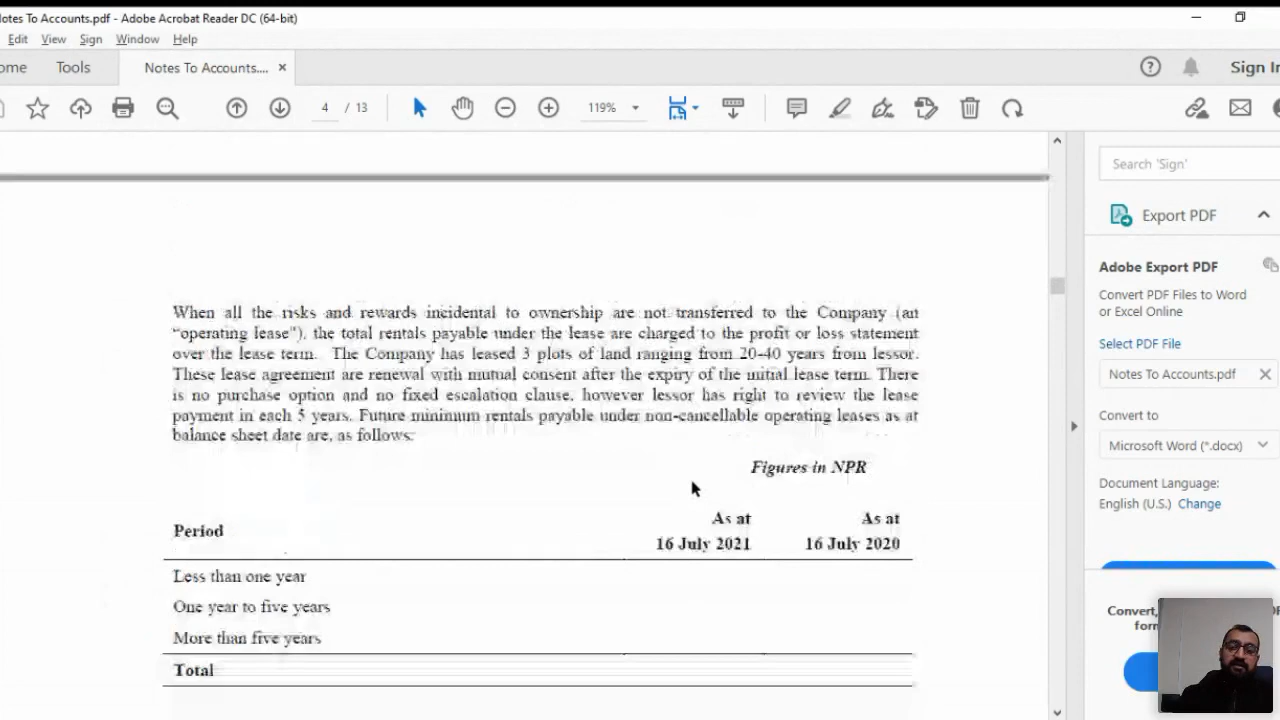 lotes To Accounts.pdf - Adobe Acrobat Reader DC (64-bit)
Edit View Sign Window Help
ome Tools Notes To Accounts.... ×
4 / 13 119%
Sign In
Search 'Sign'
Export PDF
Adobe Export PDF
Convert PDF Files to Word
or Excel Online
Select PDF File
Notes To Accounts.pdf
Convert to
Microsoft Word (*.docx)
Document Language:
English (U.S.) Change
Convert,
When all the risks and rewards incidental to ownership are not transferred to the Company (an
"operating lease"), the total rentals payable under the lease are charged to the profit or loss statement
over the lease term. The Company has leased 3 plots of land ranging from 20-40 years from lessor.
These lease agreement are renewal with mutual consent after the expiry of the initial lease term. There
is no purchase option and no fixed escalation clause, however lessor has right to review the lease
payment in each 5 years. Future minimum rentals payable under non-cancellable operating leases as at
balance sheet date are, as follows:
Figures in NPR
Period
As at
16 July 2021
As at
16 July 2020
Less than one year
One year to five years
More than five years
Total